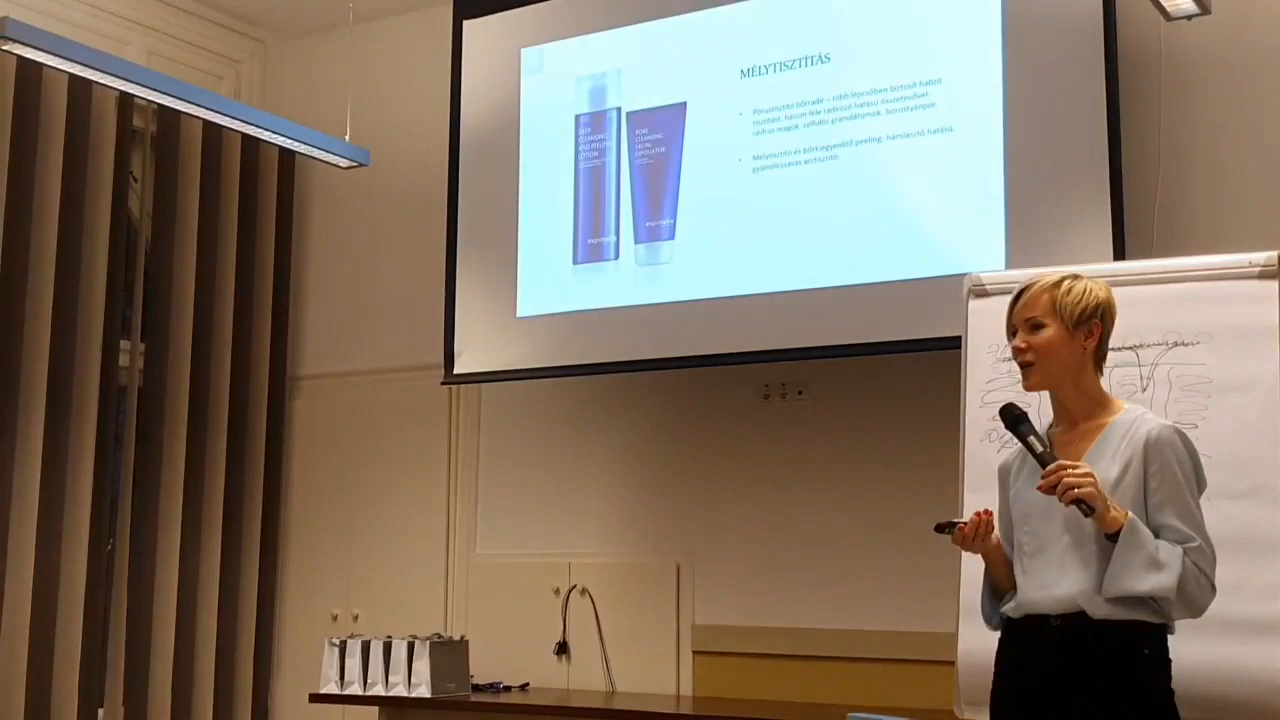 MÉLYTISZTÍTÁS
• Pórustisztító bőrradír – több lépcsőben biztosít habzó
tisztítást, három féle radírozó hatású összetevővel:
cédrus magok, cellulóz granulátumok, borostyánpor.
• Mélytisztító és bőrkiegyenlítő peeling: hámlasztó hatású,
gyümölcssavas arctisztító.
DEEP
CLEANSING
AND PEELING
LOTION
PORE
CLEANSING
FACIAL
EXFOLIATOR